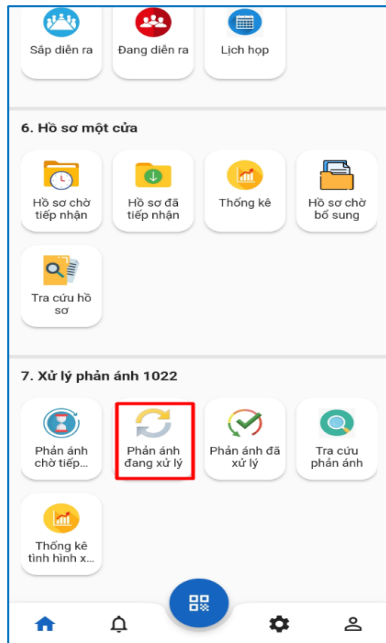 Sắp diễn ra
Đang diễn ra
Lịch họp
6. Hồ sơ một cửa
Hồ sơ chờ
tiếp nhận
Hồ sơ đã
tiếp nhận
Thống kê
Hồ sơ chờ
bổ sung
Tra cứu hồ
sơ
7. Xử lý phản ánh 1022
Phản ánh
chờ tiếp...
Phản ánh
đang xử lý
Phản ánh đã
xử lý
Tra cứu
phản ánh
Thống kê
tình hình x...